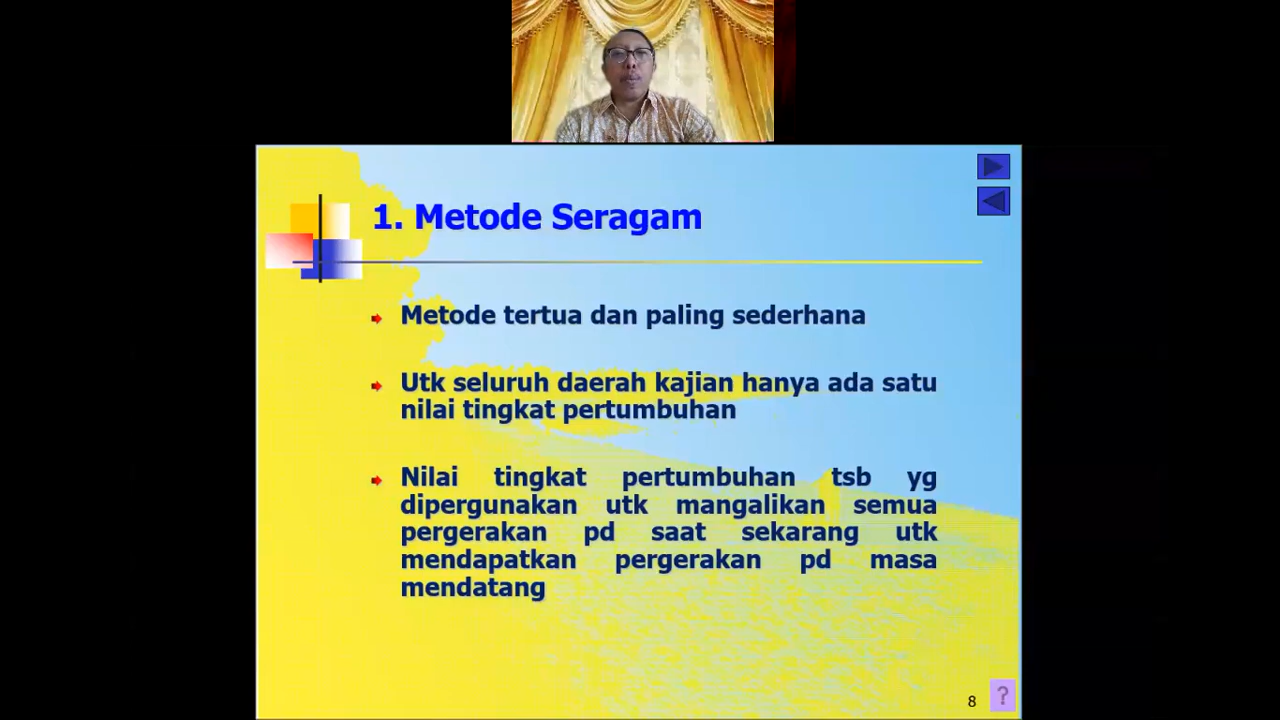 1. Metode Seragam
Metode tertua dan paling sederhana
Utk seluruh daerah kajian hanya ada satu
nilai tingkat pertumbuhan
Nilai tingkat pertumbuhan tsb yg
dipergunakan utk mangalikan semua
pergerakan pd saat sekarang utk
mendapatkan pergerakan pd masa
mendatang
8
?